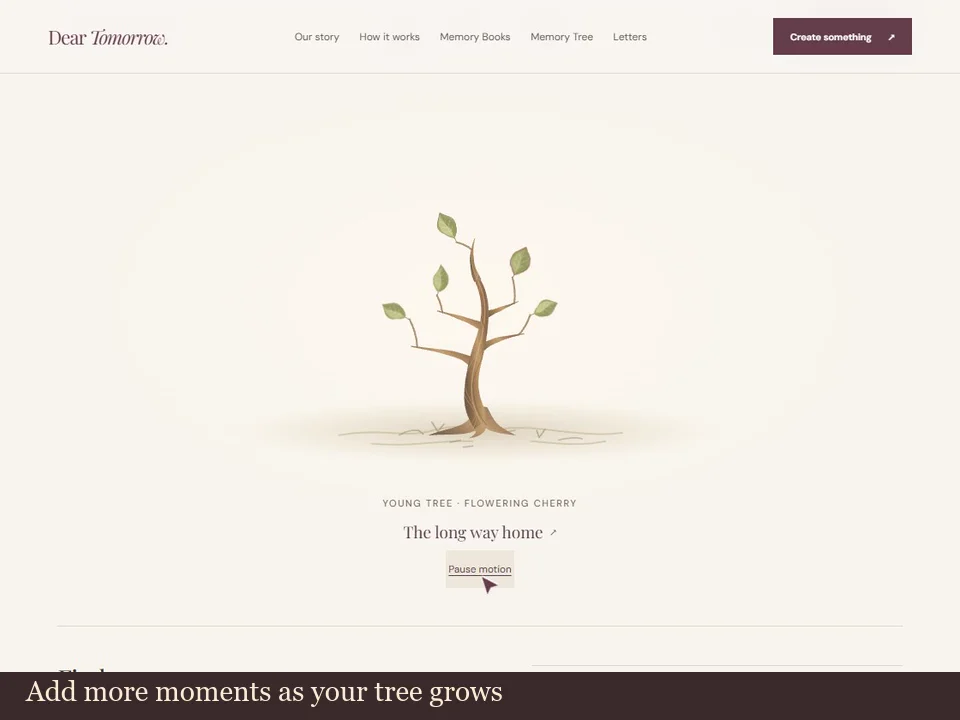 Dear Tomorrow.
Our story How it works Memory Books Memory Tree Letters
Create something ↗
YOUNG TREE · FLOWERING CHERRY
The long way home ↗
Pause motion
Add more moments as your tree grows